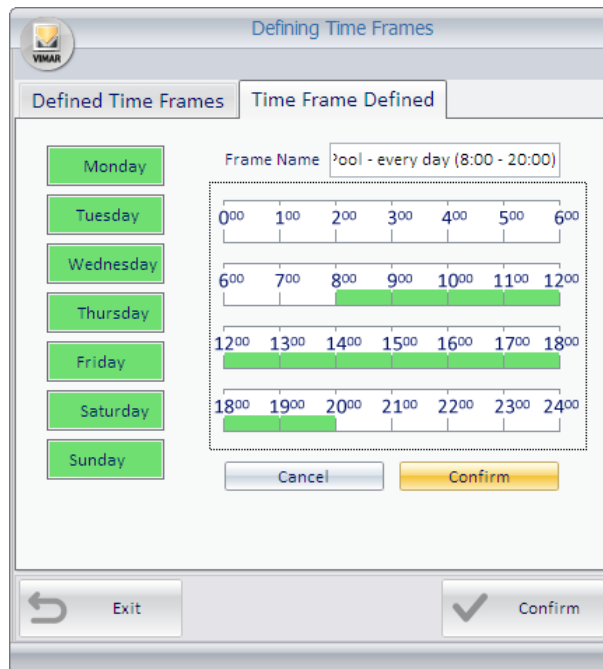 Defining Time Frames
VIMAR
Defined Time Frames Time Frame Defined
Frame Name Pool - every day (8:00 - 20:00)
Monday
Tuesday
Wednesday
Thursday
Friday
Saturday
Sunday
0⁰⁰ 1⁰⁰ 2⁰⁰ 3⁰⁰ 4⁰⁰ 5⁰⁰ 6⁰⁰
6⁰⁰ 7⁰⁰ 8⁰⁰ 9⁰⁰ 10⁰⁰ 11⁰⁰ 12⁰⁰
12⁰⁰ 13⁰⁰ 14⁰⁰ 15⁰⁰ 16⁰⁰ 17⁰⁰ 18⁰⁰
18⁰⁰ 19⁰⁰ 20⁰⁰ 21⁰⁰ 22⁰⁰ 23⁰⁰ 24⁰⁰
Cancel Confirm
Exit Confirm